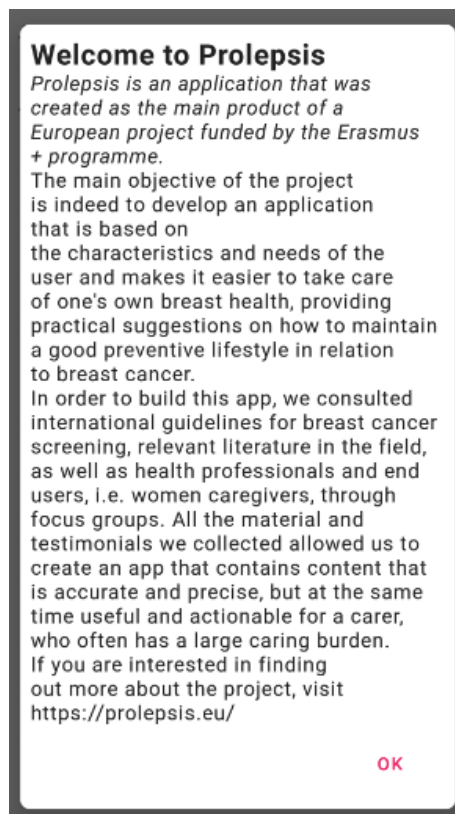 Welcome to Prolepsis
Prolepsis is an application that was
created as the main product of a
European project funded by the Erasmus
+ programme.
The main objective of the project
is indeed to develop an application
that is based on
the characteristics and needs of the
user and makes it easier to take care
of one's own breast health, providing
practical suggestions on how to maintain
a good preventive lifestyle in relation
to breast cancer.
In order to build this app, we consulted
international guidelines for breast cancer
screening, relevant literature in the field,
as well as health professionals and end
users, i.e. women caregivers, through
focus groups. All the material and
testimonials we collected allowed us to
create an app that contains content that
is accurate and precise, but at the same
time useful and actionable for a carer,
who often has a large caring burden.
If you are interested in finding
out more about the project, visit
https://prolepsis.eu/
OK